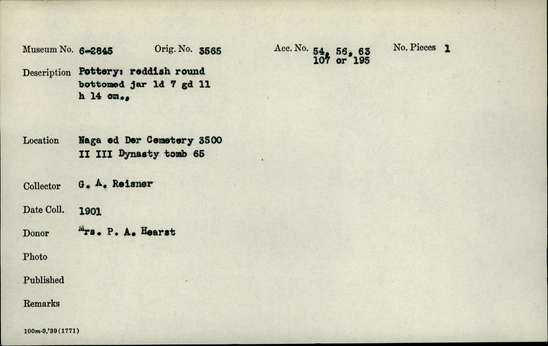 Museum No. 6-2845 Orig. No. 3565 Acc. No. 54, 56, 63 No. Pieces 1
107 or 195
Description Pottery: reddish round
bottomed jar 1d 7 gd 11
h 14 cm.,
Location Naga ed Der Cemetery 3500
II III Dynasty tomb 65
Collector G. A. Reisner
Date Coll. 1901
Donor Mrs. P. A. Hearst
Photo
Published
Remarks
100m-9,'39(1771)